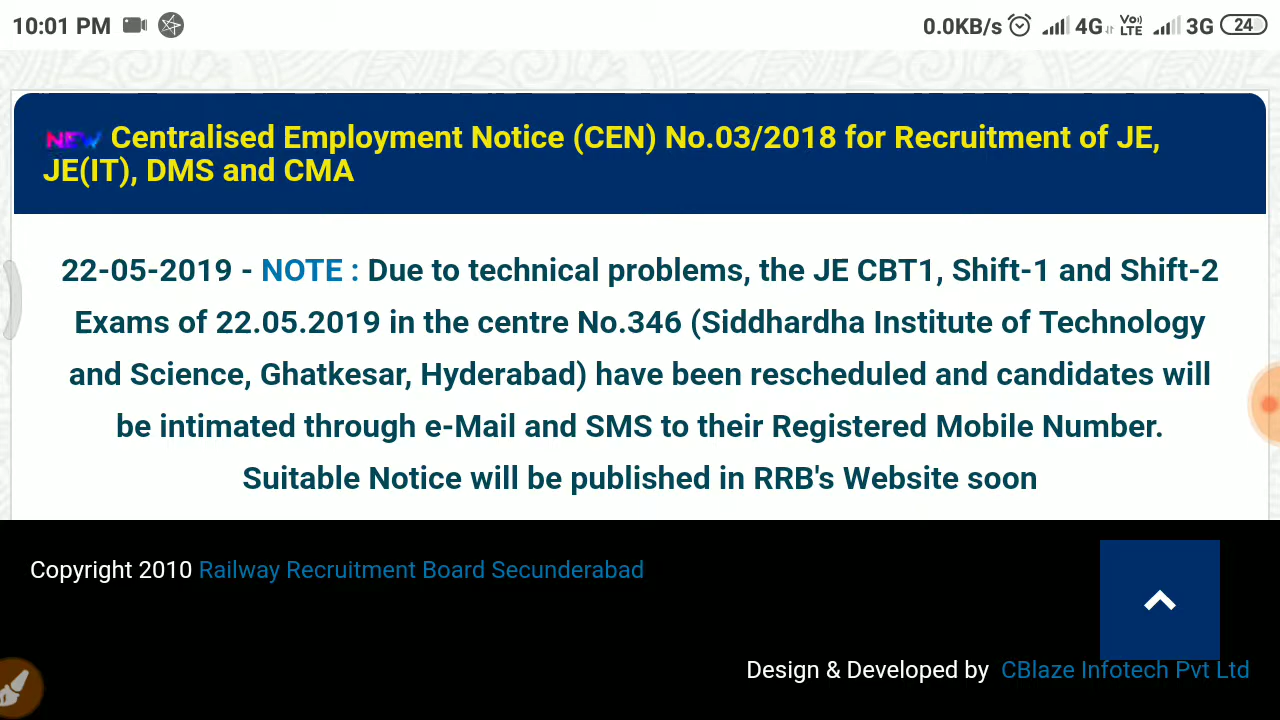 10:01 PM 0.0KB/s 4G VoLTE 3G 24
NEW Centralised Employment Notice (CEN) No.03/2018 for Recruitment of JE,
JE(IT), DMS and CMA
22-05-2019 - NOTE : Due to technical problems, the JE CBT1, Shift-1 and Shift-2
Exams of 22.05.2019 in the centre No.346 (Siddhardha Institute of Technology
and Science, Ghatkesar, Hyderabad) have been rescheduled and candidates will
be intimated through e-Mail and SMS to their Registered Mobile Number.
Suitable Notice will be published in RRB's Website soon
Copyright 2010 Railway Recruitment Board Secunderabad
Design & Developed by CBlaze Infotech Pvt Ltd